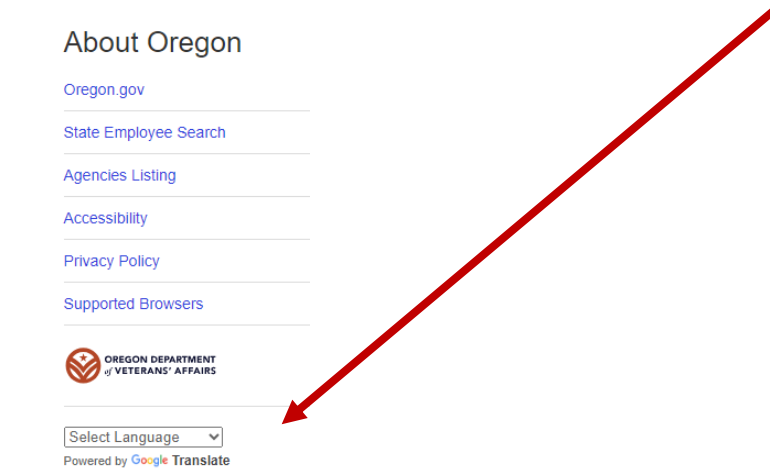 About Oregon
Oregon.gov
State Employee Search
Agencies Listing
Accessibility
Privacy Policy
Supported Browsers
OREGON DEPARTMENT
of VETERANS' AFFAIRS
Select Language
Powered by Google Translate